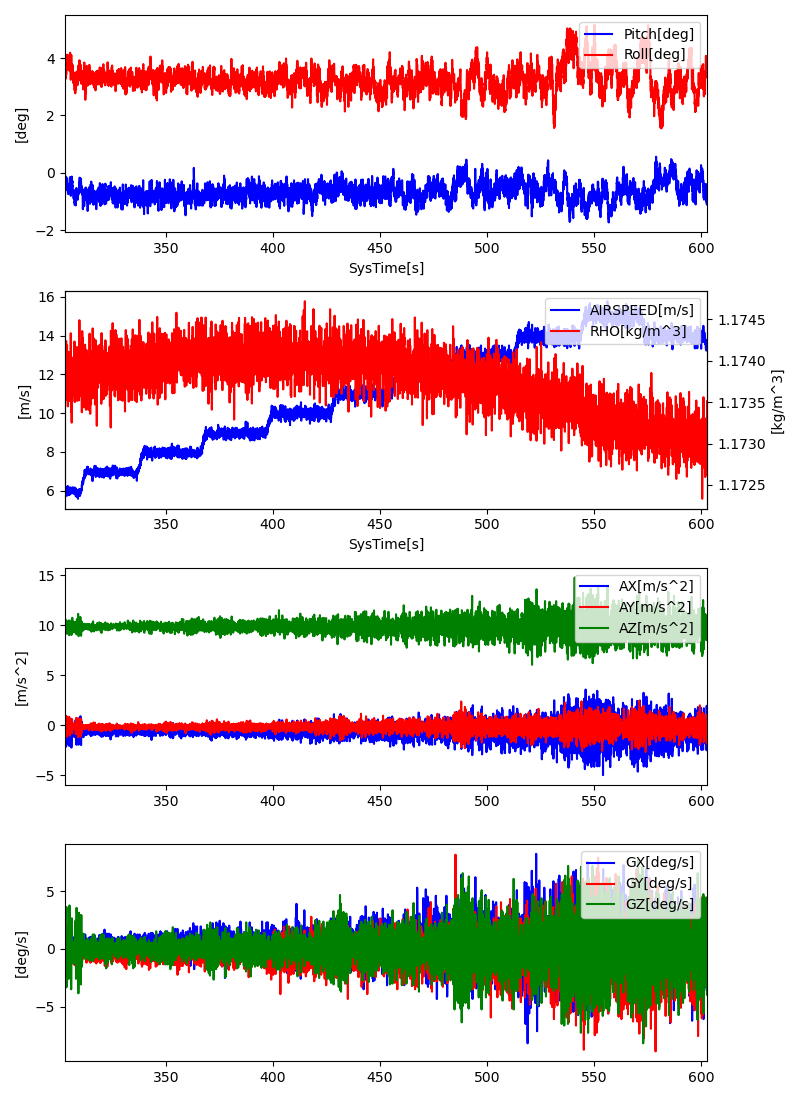 Pitch[deg]
Roll[deg]
4
2
0
−2
[deg]
350 400 450 500 550 600
SysTime[s]
AIRSPEED[m/s]
RHO[kg/m^3]
16
14
12
10
8
6
[m/s]
1.1745
1.1740
1.1735
1.1730
1.1725
[kg/m^3]
350 400 450 500 550 600
SysTime[s]
AX[m/s^2]
AY[m/s^2]
AZ[m/s^2]
15
10
5
0
−5
[m/s^2]
350 400 450 500 550 600
GX[deg/s]
GY[deg/s]
GZ[deg/s]
5
0
−5
[deg/s]
350 400 450 500 550 600